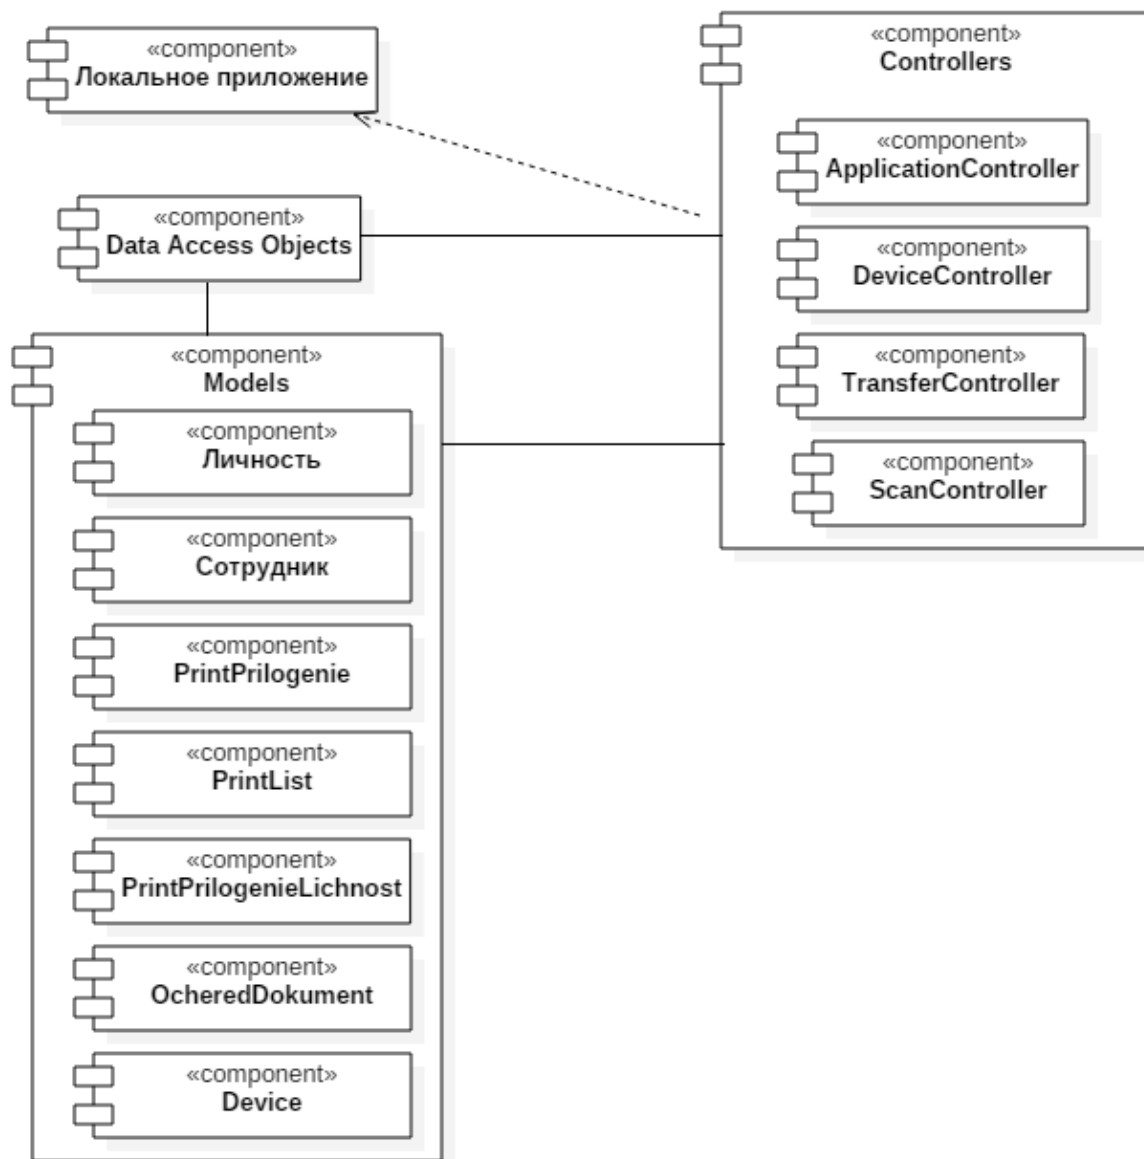 «component»
Локальное приложение
«component»
Data Access Objects
«component»
Models
«component»
Личность
«component»
Сотрудник
«component»
PrintPrilogenie
«component»
PrintList
«component»
PrintPrilogenieLichnost
«component»
OcheredDokument
«component»
Device
«component»
Controllers
«component»
ApplicationController
«component»
DeviceController
«component»
TransferController
«component»
ScanController